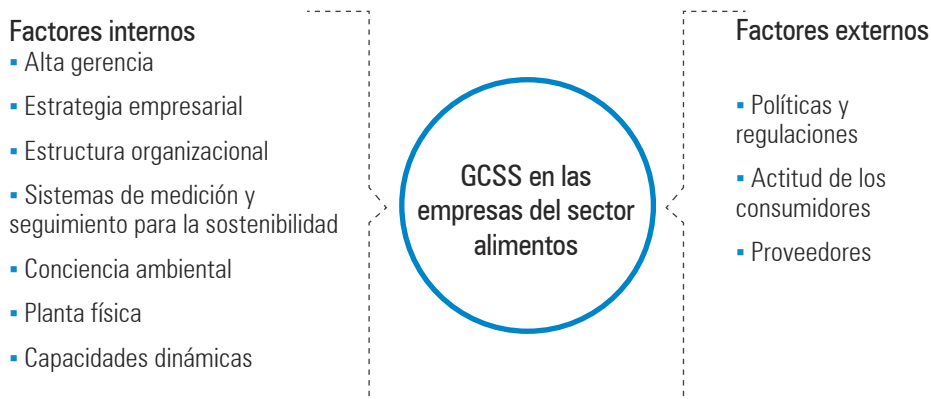 Factores internos
▪ Alta gerencia
▪ Estrategia empresarial
▪ Estructura organizacional
▪ Sistemas de medición y
seguimiento para la sostenibilidad
▪ Conciencia ambiental
▪ Planta física
▪ Capacidades dinámicas
GCSS en las
empresas del sector
alimentos
Factores externos
▪ Políticas y
regulaciones
▪ Actitud de los
consumidores
▪ Proveedores